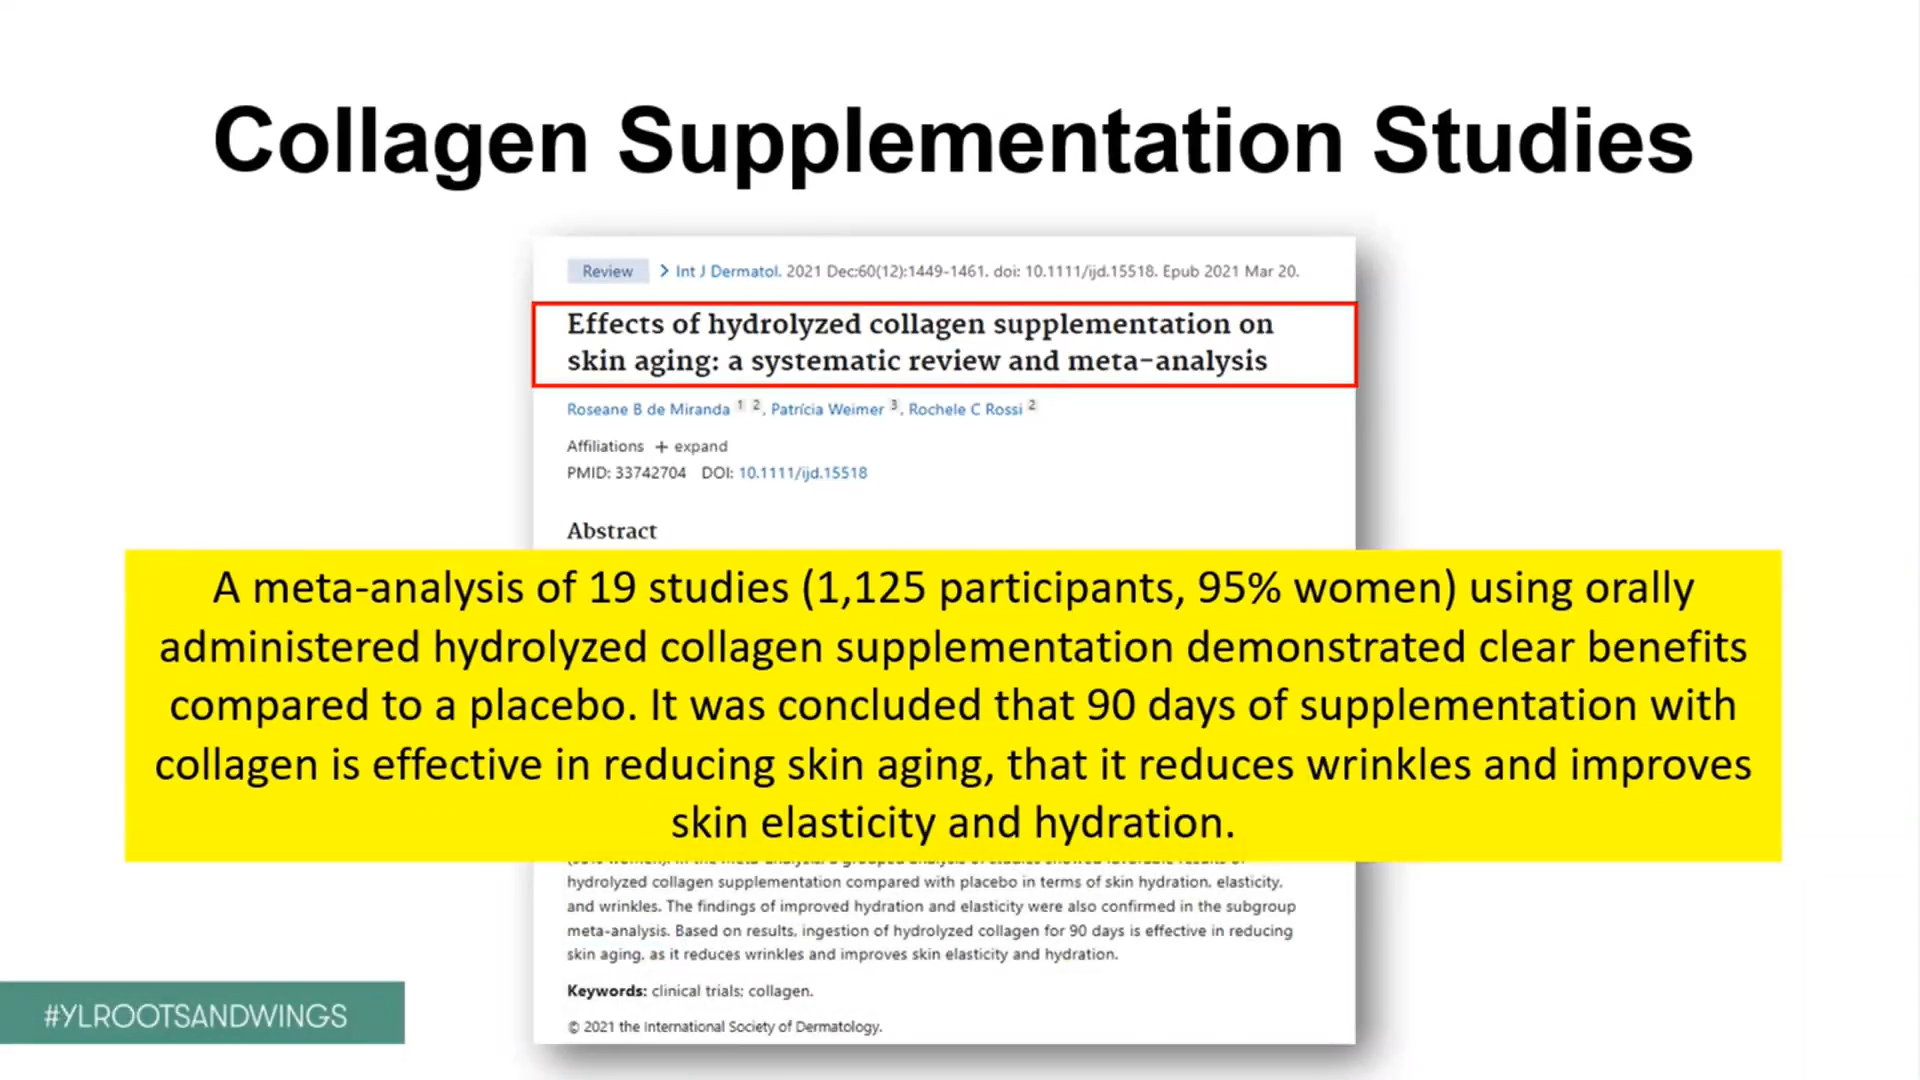 Collagen Supplementation Studies
Review > Int J Dermatol. 2021 Dec;60(12):1449-1461. doi: 10.1111/ijd.15518. Epub 2021 Mar 20.
Effects of hydrolyzed collagen supplementation on
skin aging: a systematic review and meta-analysis
Roseane B de Miranda 1 2, Patrícia Weimer 3, Rochele C Rossi 2
Affiliations + expand
PMID: 33742704 DOI: 10.1111/ijd.15518
Abstract
A meta-analysis of 19 studies (1,125 participants, 95% women) using orally
administered hydrolyzed collagen supplementation demonstrated clear benefits
compared to a placebo. It was concluded that 90 days of supplementation with
collagen is effective in reducing skin aging, that it reduces wrinkles and improves
skin elasticity and hydration.
hydrolyzed collagen supplementation compared with placebo in terms of skin hydration, elasticity,
and wrinkles. The findings of improved hydration and elasticity were also confirmed in the subgroup
meta-analysis. Based on results, ingestion of hydrolyzed collagen for 90 days is effective in reducing
skin aging, as it reduces wrinkles and improves skin elasticity and hydration.
Keywords: clinical trials; collagen.
© 2021 the International Society of Dermatology.
#YLROOTSANDWINGS